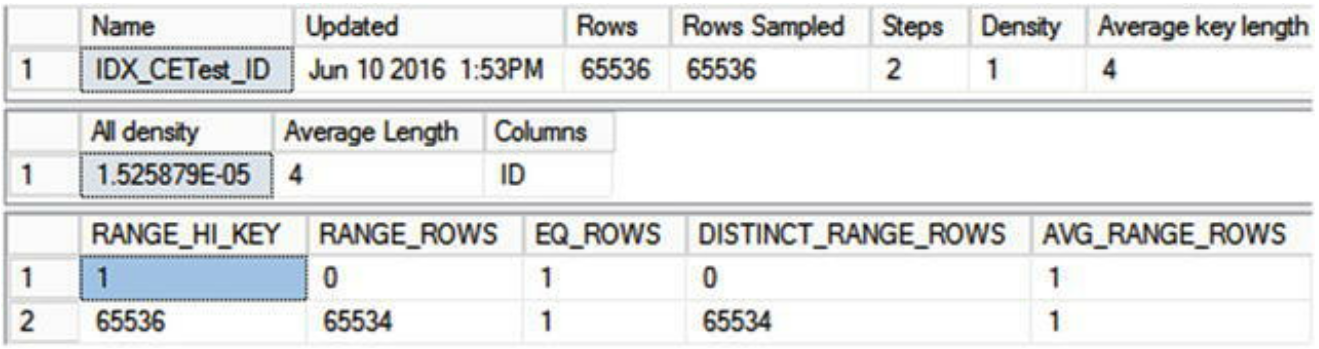 Name Updated Rows Rows Sampled Steps Density Average key length
1 IDX_CETest_ID Jun 10 2016 1:53PM 65536 65536 2 1 4
All density Average Length Columns
1 1.525879E-05 4 ID
RANGE_HI_KEY RANGE_ROWS EQ_ROWS DISTINCT_RANGE_ROWS AVG_RANGE_ROWS
1 1 0 1 0 1
2 65536 65534 1 65534 1